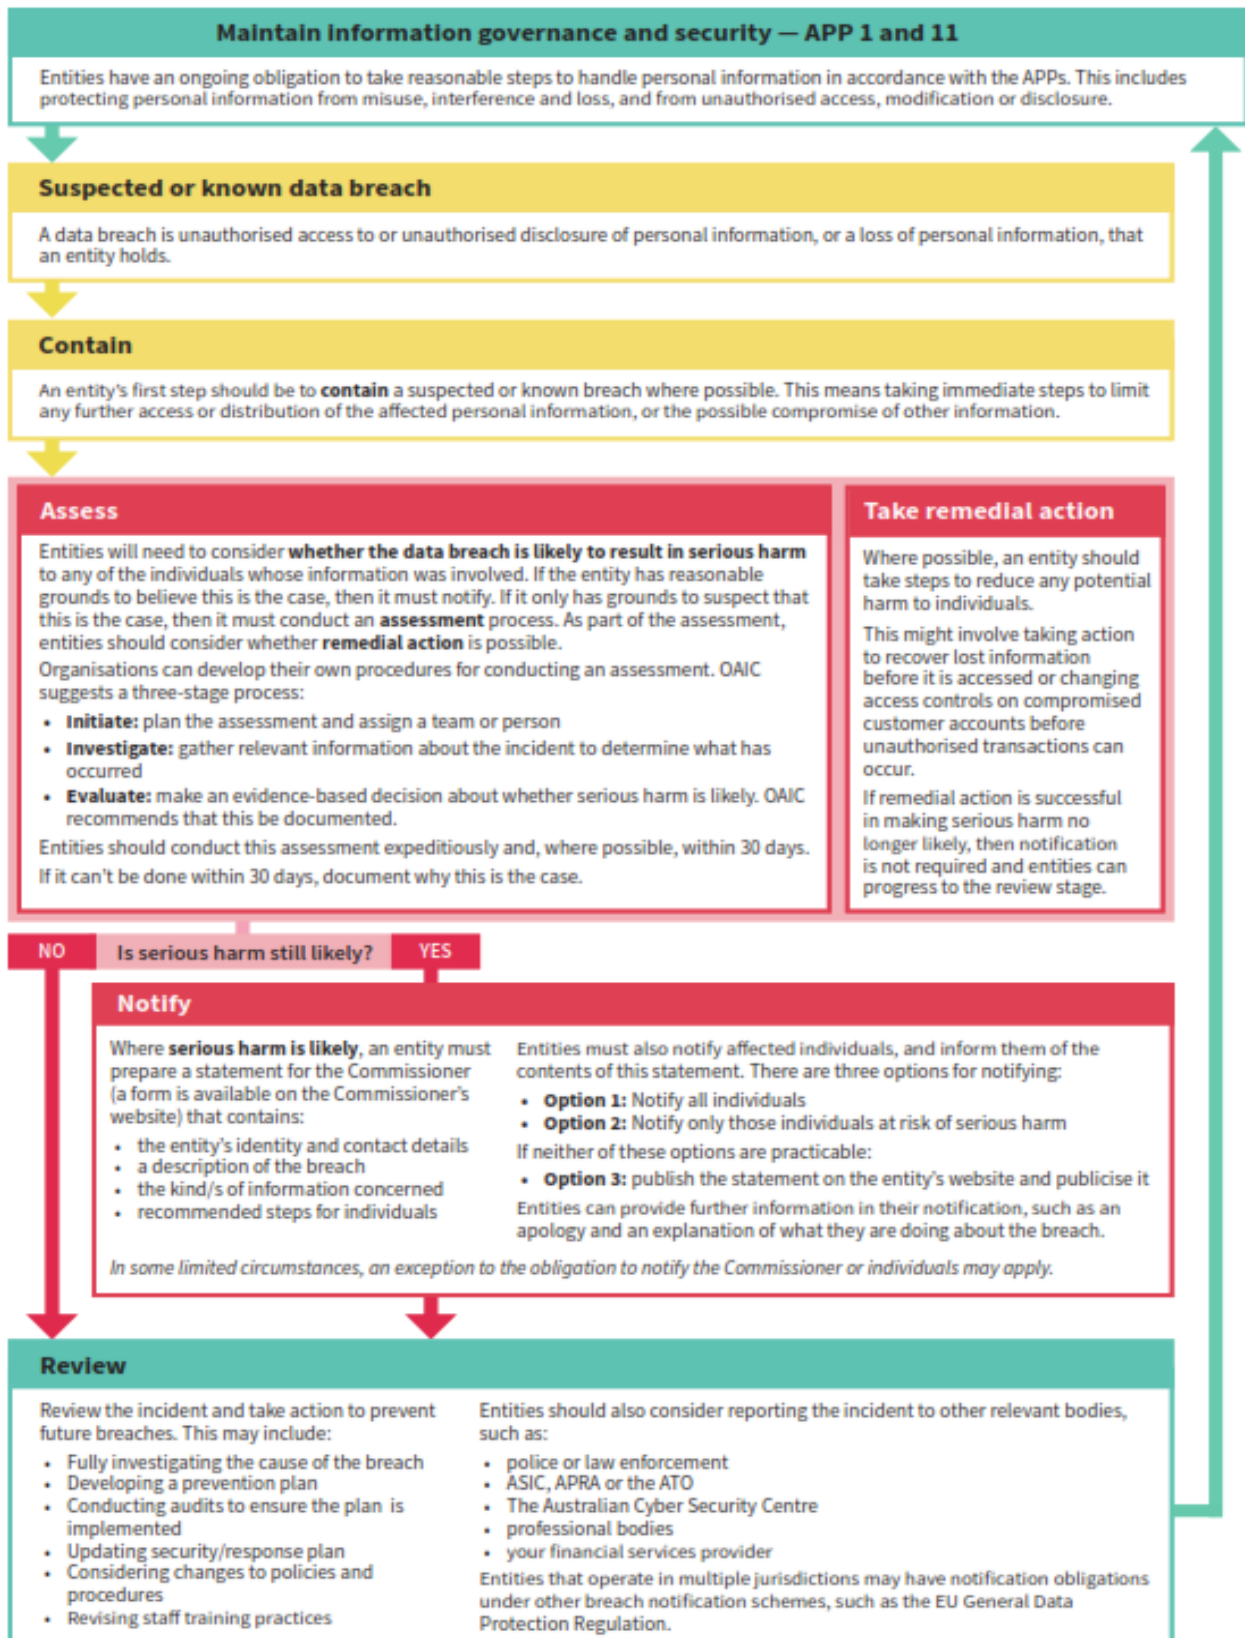 Maintain information governance and security — APP 1 and 11
Entities have an ongoing obligation to take reasonable steps to handle personal information in accordance with the APPs. This includes
protecting personal information from misuse, interference and loss, and from unauthorised access, modification or disclosure.
Suspected or known data breach
A data breach is unauthorised access to or unauthorised disclosure of personal information, or a loss of personal information, that
an entity holds.
Contain
An entity's first step should be to contain a suspected or known breach where possible. This means taking immediate steps to limit
any further access or distribution of the affected personal information, or the possible compromise of other information.
Assess
Entities will need to consider whether the data breach is likely to result in serious harm
to any of the individuals whose information was involved. If the entity has reasonable
grounds to believe this is the case, then it must notify. If it only has grounds to suspect that
this is the case, then it must conduct an assessment process. As part of the assessment,
entities should consider whether remedial action is possible.
Organisations can develop their own procedures for conducting an assessment. OAIC
suggests a three-stage process:
• Initiate: plan the assessment and assign a team or person
• Investigate: gather relevant information about the incident to determine what has
occurred
• Evaluate: make an evidence-based decision about whether serious harm is likely. OAIC
recommends that this be documented.
Entities should conduct this assessment expeditiously and, where possible, within 30 days.
If it can't be done within 30 days, document why this is the case.
Take remedial action
Where possible, an entity should
take steps to reduce any potential
harm to individuals.
This might involve taking action
to recover lost information
before it is accessed or changing
access controls on compromised
customer accounts before
unauthorised transactions can
occur.
If remedial action is successful
in making serious harm no
longer likely, then notification
is not required and entities can
progress to the review stage.
NO
Is serious harm still likely?
YES
Notify
Where serious harm is likely, an entity must
prepare a statement for the Commissioner
(a form is available on the Commissioner's
website) that contains:
• the entity's identity and contact details
• a description of the breach
• the kind/s of information concerned
• recommended steps for individuals
Entities must also notify affected individuals, and inform them of the
contents of this statement. There are three options for notifying:
• Option 1: Notify all individuals
• Option 2: Notify only those individuals at risk of serious harm
If neither of these options are practicable:
• Option 3: publish the statement on the entity's website and publicise it
Entities can provide further information in their notification, such as an
apology and an explanation of what they are doing about the breach.
In some limited circumstances, an exception to the obligation to notify the Commissioner or individuals may apply.
Review
Review the incident and take action to prevent
future breaches. This may include:
• Fully investigating the cause of the breach
• Developing a prevention plan
• Conducting audits to ensure the plan is
implemented
• Updating security/response plan
• Considering changes to policies and
procedures
• Revising staff training practices
Entities should also consider reporting the incident to other relevant bodies,
such as:
• police or law enforcement
• ASIC, APRA or the ATO
• The Australian Cyber Security Centre
• professional bodies
• your financial services provider
Entities that operate in multiple jurisdictions may have notification obligations
under other breach notification schemes, such as the EU General Data
Protection Regulation.